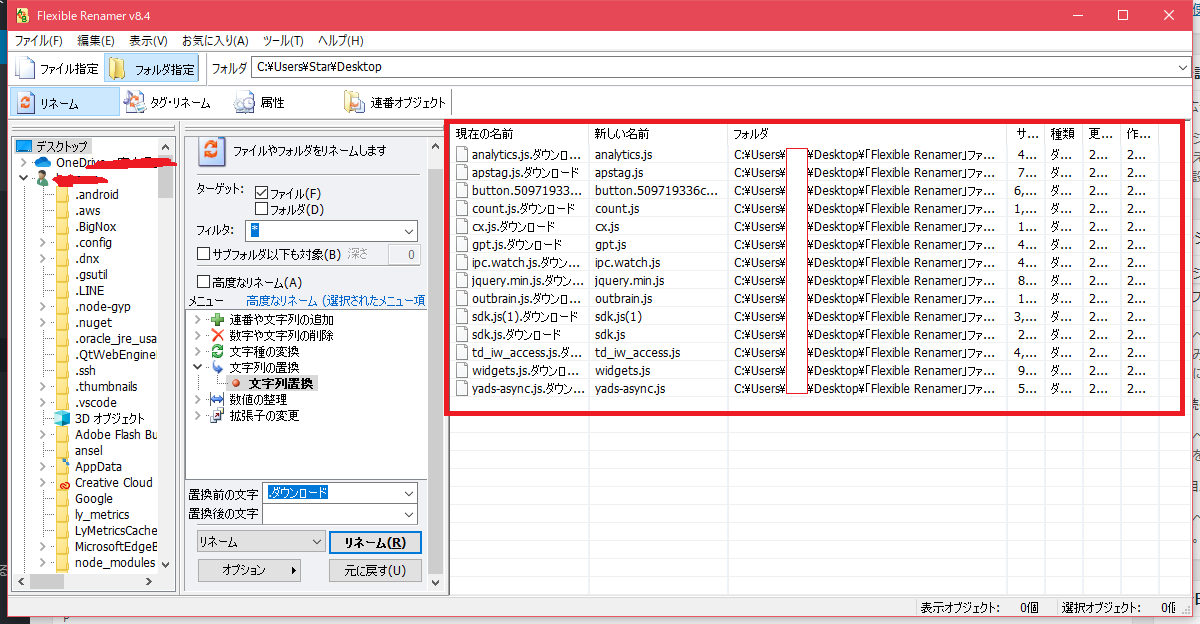 Flexible Renamer v8.4
ファイル(F) 編集(E) 表示(V) お気に入り(A) ツール(T) ヘルプ(H)
ファイル指定 フォルダ指定 フォルダ C:¥Users¥Star¥Desktop
リネーム タグ・リネーム 属性 連番オブジェクト
デスクトップ
OneDrive
.android
.aws
.BigNox
.config
.dnx
.gsutil
.LINE
.node-gyp
.nuget
.oracle_jre_usa
.QtWebEngine
.ssh
.thumbnails
.vscode
3D オブジェクト
Adobe Flash Bu
ansel
AppData
Creative Cloud
Google
ly_metrics
LyMetricsCache
MicrosoftEdgeB
node_modules
ファイルやフォルダをリネームします
ターゲット: ファイル(F)
フォルダ(D)
フィルタ: *
サブフォルダ以下も対象(B) 深さ 0
高度なリネーム(A)
メニュー 高度なリネーム (選択されたメニュー項
連番や文字列の追加
数字や文字列の削除
文字種の変換
文字列の置換
文字列置換
数値の整理
拡張子の変更
置換前の文字 .ダウンロード
置換後の文字
リネーム リネーム(R)
オプション 元に戻す(U)
現在の名前 新しい名前 フォルダ サ... 種類 更... 作...
analytics.js.ダウンロ... analytics.js C:¥Users¥ ¥Desktop¥「Flexible Renamer」ファ... 4... ダ... 2... 2...
apstag.js.ダウンロード apstag.js C:¥Users¥ ¥Desktop¥「Flexible Renamer」ファ... 7... ダ... 2... 2...
button.50971933... button.509719336c... C:¥Users¥ ¥Desktop¥「Flexible Renamer」ファ... 6,... ダ... 2... 2...
count.js.ダウンロード count.js C:¥Users¥ ¥Desktop¥「Flexible Renamer」ファ... 1,... ダ... 2... 2...
cx.js.ダウンロード cx.js C:¥Users¥ ¥Desktop¥「Flexible Renamer」ファ... 1... ダ... 2... 2...
gpt.js.ダウンロード gpt.js C:¥Users¥ ¥Desktop¥「Flexible Renamer」ファ... 4... ダ... 2... 2...
ipc.watch.js.ダウン... ipc.watch.js C:¥Users¥ ¥Desktop¥「Flexible Renamer」ファ... 4... ダ... 2... 2...
jquery.min.js.ダウン... jquery.min.js C:¥Users¥ ¥Desktop¥「Flexible Renamer」ファ... 8... ダ... 2... 2...
outbrain.js.ダウンロ... outbrain.js C:¥Users¥ ¥Desktop¥「Flexible Renamer」ファ... 1... ダ... 2... 2...
sdk.js(1).ダウンロード sdk.js(1) C:¥Users¥ ¥Desktop¥「Flexible Renamer」ファ... 3,... ダ... 2... 2...
sdk.js.ダウンロード sdk.js C:¥Users¥ ¥Desktop¥「Flexible Renamer」ファ... 2... ダ... 2... 2...
td_iw_access.js.ダ... td_iw_access.js C:¥Users¥ ¥Desktop¥「Flexible Renamer」ファ... 4,... ダ... 2... 2...
widgets.js.ダウンロ... widgets.js C:¥Users¥ ¥Desktop¥「Flexible Renamer」ファ... 9... ダ... 2... 2...
yads-async.js.ダウン... yads-async.js C:¥Users¥ ¥Desktop¥「Flexible Renamer」ファ... 5... ダ... 2... 2...
表示オブジェクト: 0個 選択オブジェクト: 0個